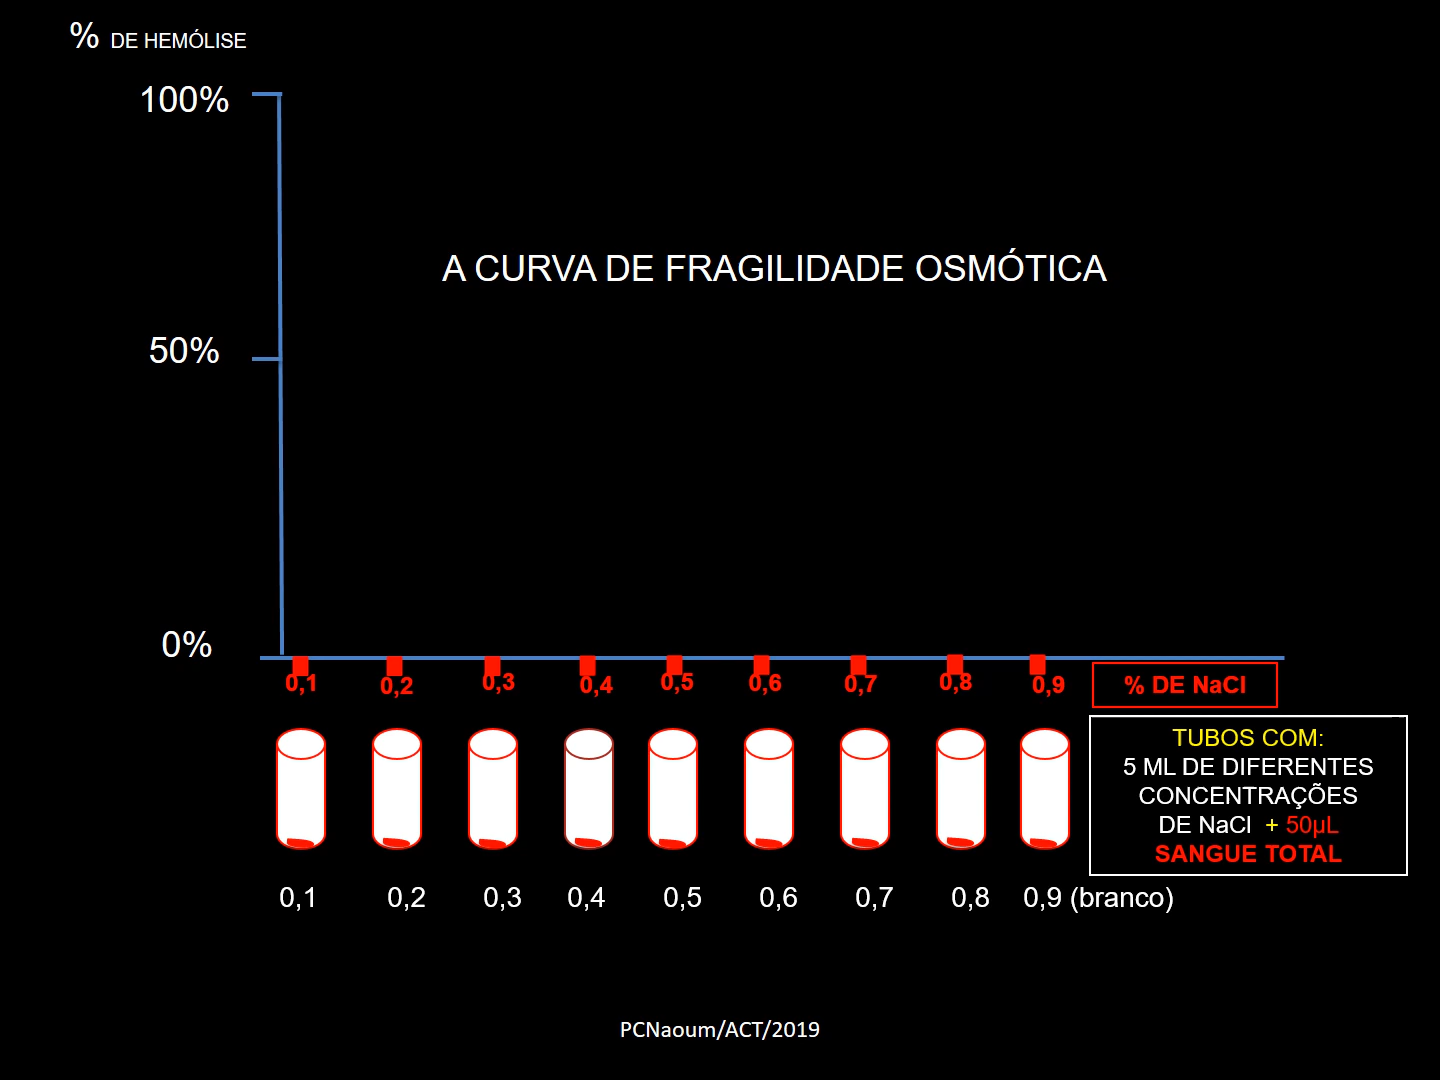 % DE HEMÓLISE
100%
A CURVA DE FRAGILIDADE OSMÓTICA
50%
0%
0,1 0,2 0,3 0,4 0,5 0,6 0,7 0,8 0,9
% DE NaCl
TUBOS COM:
5 ML DE DIFERENTES
CONCENTRAÇÕES
DE NaCl + 50µL
SANGUE TOTAL
0,1 0,2 0,3 0,4 0,5 0,6 0,7 0,8 0,9 (branco)
PCNaoum/ACT/2019